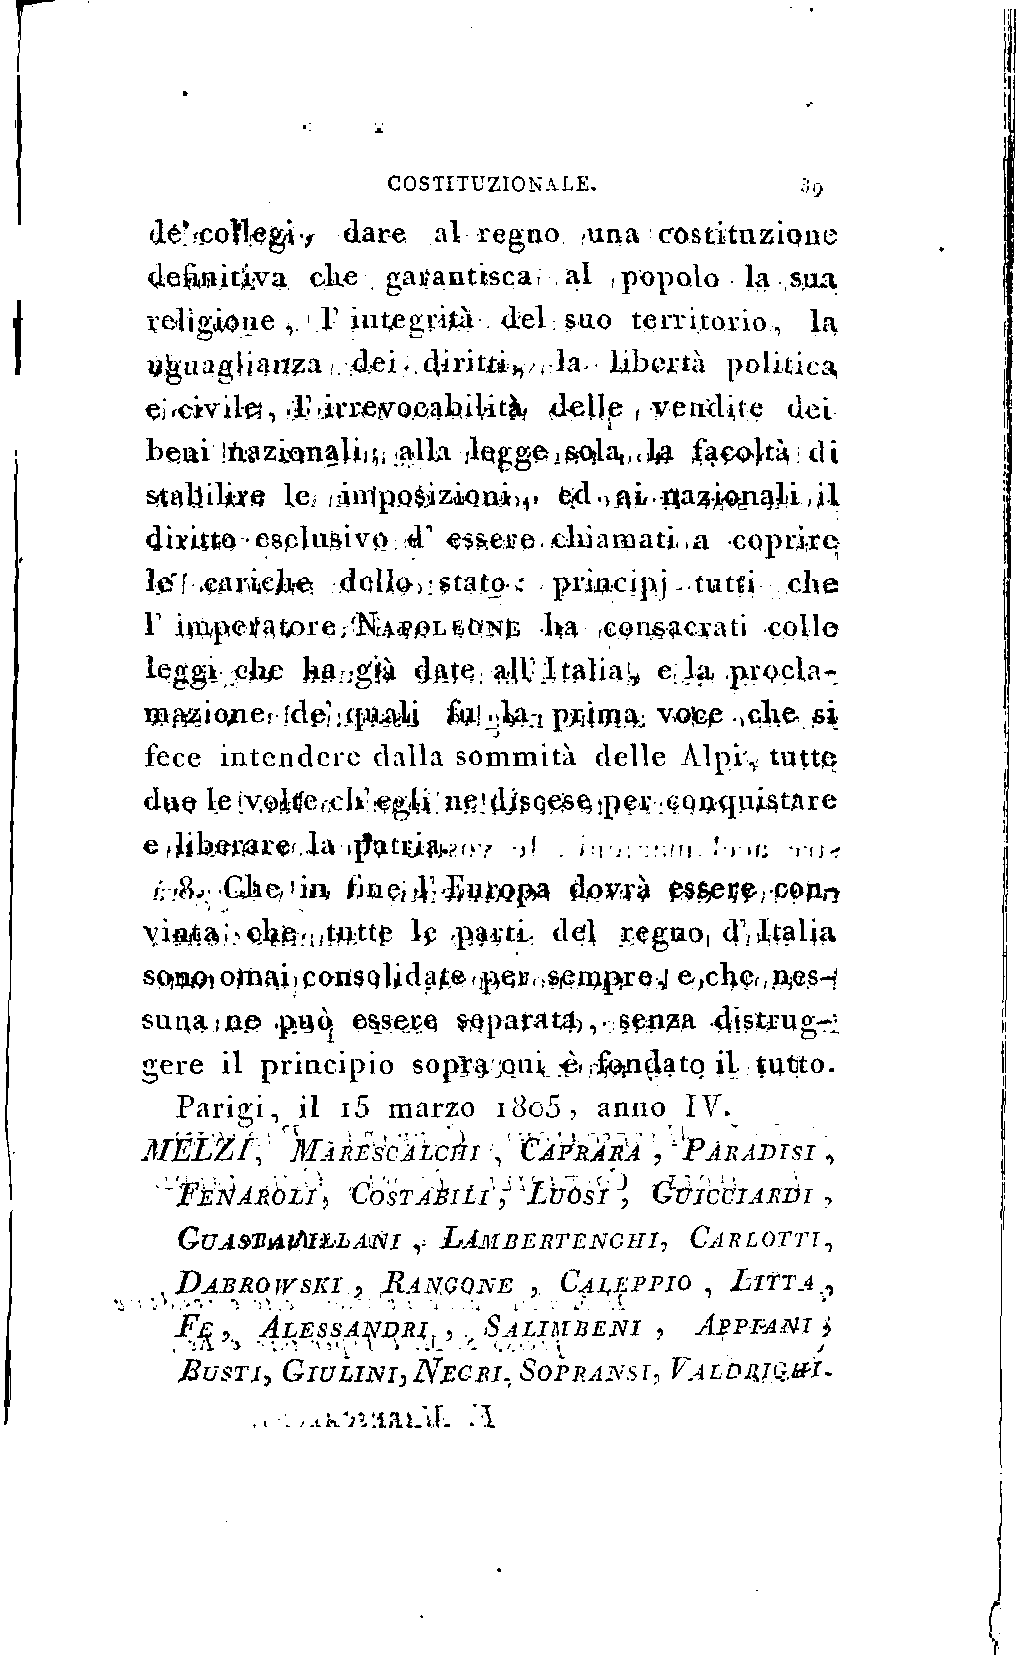 COSTITUZIONALE. 39
de' collegi, dare al regno una costituzione
definitiva che garantisca al popolo la sua
religione, l' integrità del suo territorio, la
uguaglianza dei diritti, la libertà politica
e civile, l' irrevocabilità delle vendite dei
beni nazionali; alla legge sola la facoltà di
stabilire le imposizioni, ed ai nazionali il
diritto esclusivo d' essere chiamati a coprire
le cariche dello stato: principj tutti che
l' imperatore NAPOLEONE ha consacrati colle
leggi che ha già date all' Italia, e la procla-
mazione de' quali fu la prima voce che si
fece intendere dalla sommità delle Alpi, tutte
due le volte ch' egli ne discese per conquistare
e liberare la patria.
8. Che in fine l' Europa dovrà essere con-
vinta che tutte le parti del regno d' Italia
sono omai consolidate per sempre, e che nes-
suna ne può essere separata, senza distrug-
gere il principio sopra cui è fondato il tutto.
Parigi, il 15 marzo 1805, anno IV.
MELZI, MARESCALCHI, CAPRARA, PARADISI,
FENAROLI, COSTABILI, LUOSI, GUICCIARDI,
GUASTAVILLANI, LAMBERTENGHI, CARLOTTI,
DABROWSKI, RANGONE, CALEPPIO, LITTA,
FE, ALESSANDRI, SALIMBENI, APPIANI,
BUSTI, GIULINI, NEGRI, SOPRANSI, VALDRIGHI.